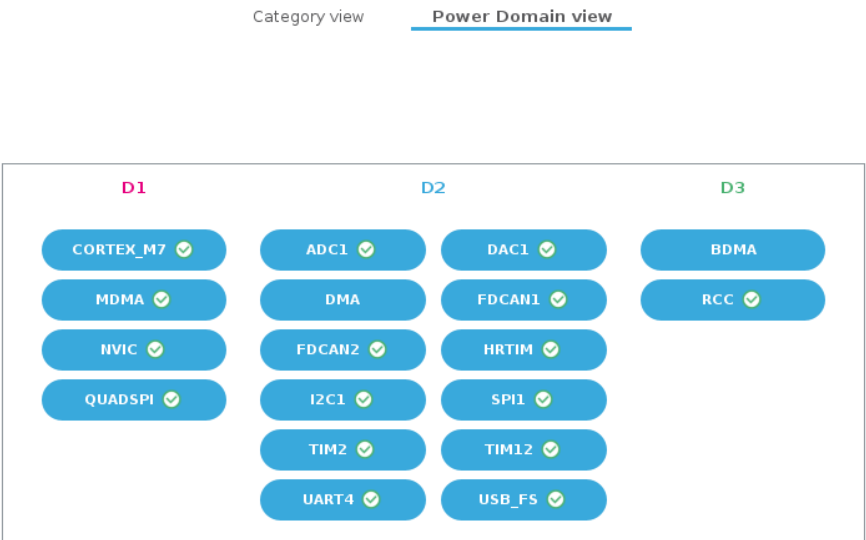 Category view Power Domain view
D1 D2 D3
CORTEX_M7 ADC1 DAC1 BDMA
MDMA DMA FDCAN1 RCC
NVIC FDCAN2 HRTIM
QUADSPI I2C1 SPI1
TIM2 TIM12
UART4 USB_FS